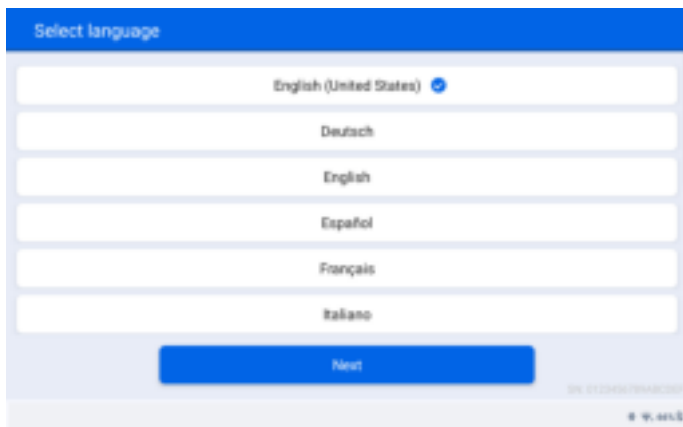 Select language
English (United States)
Deutsch
English
Español
Français
Italiano
Next